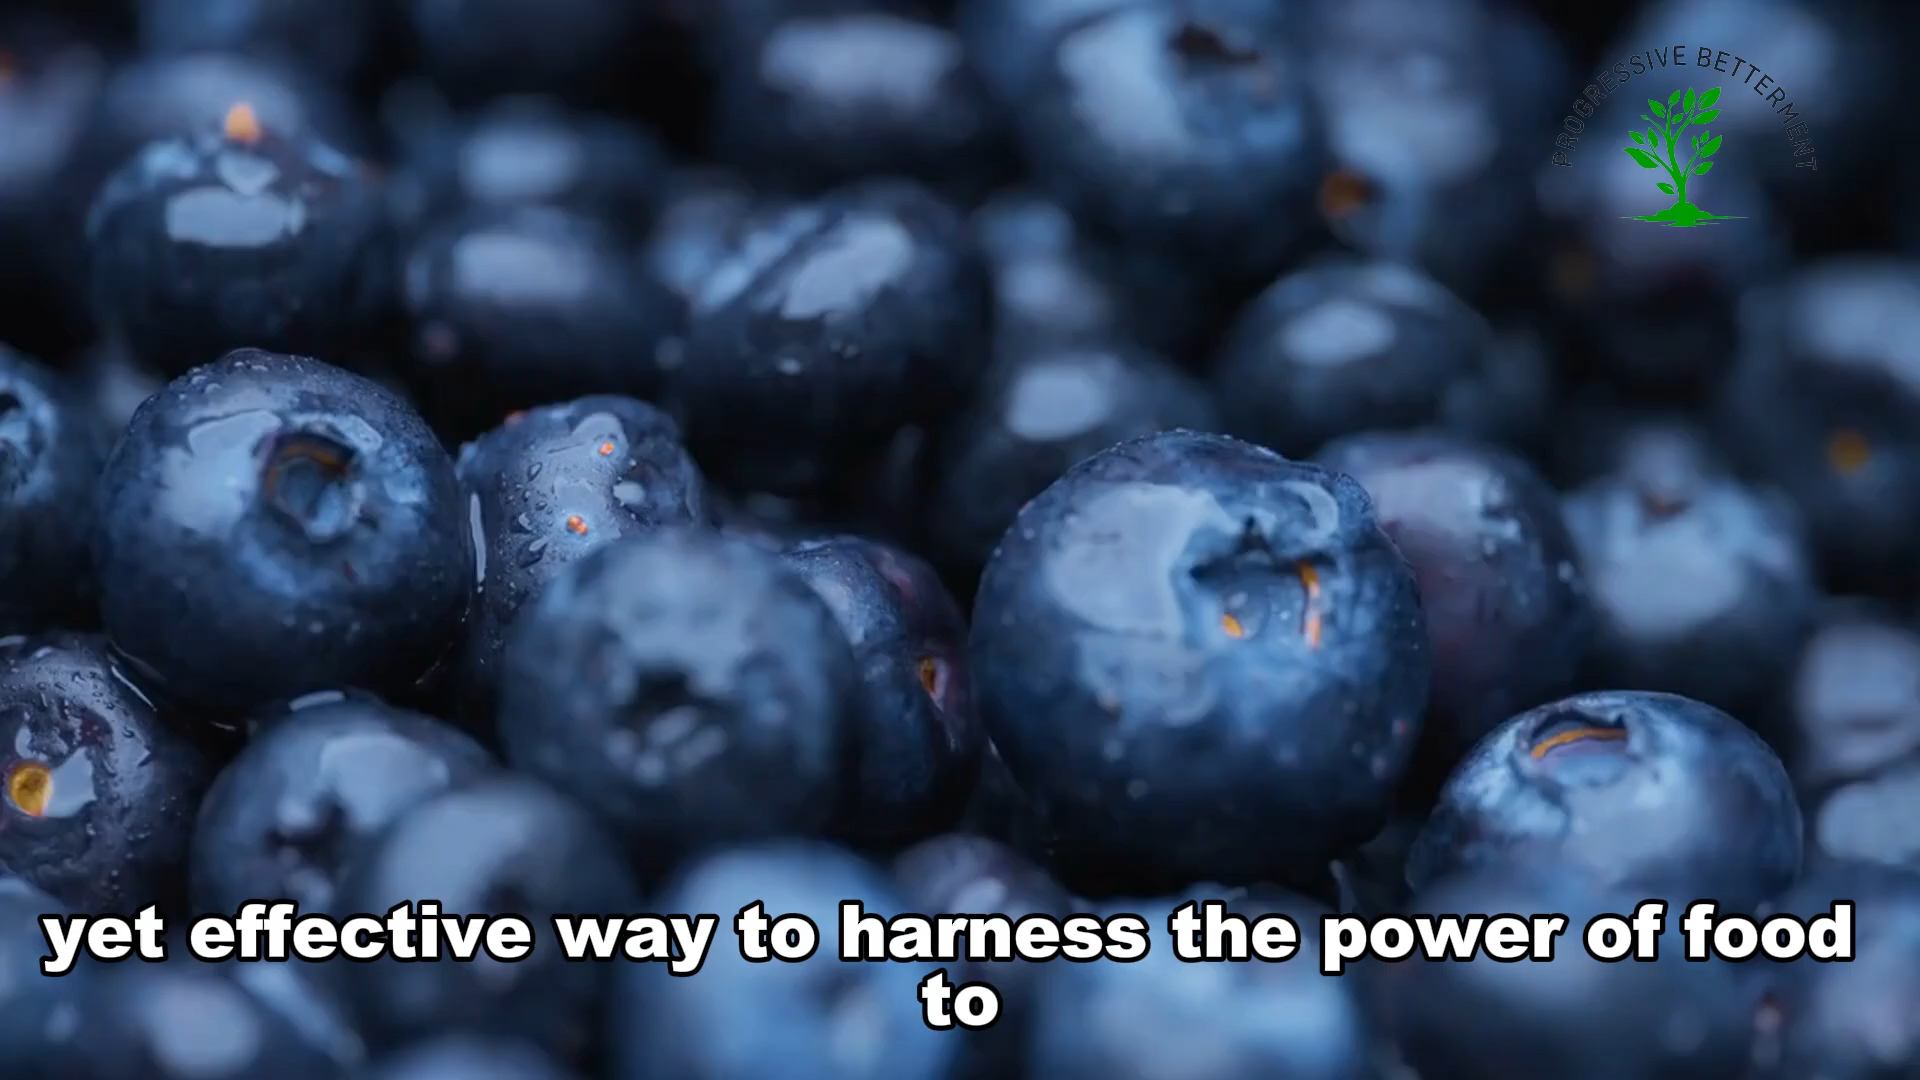 PROGRESSIVE BETTERMENT
yet effective way to harness the power of food
to